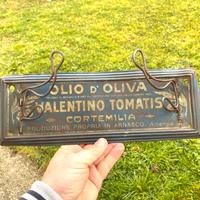 OLIO D'OLIVA
VALENTINO TOMATIS
CORTEMILIA
PRODUZIONE PROPRIA IN ARNASCO